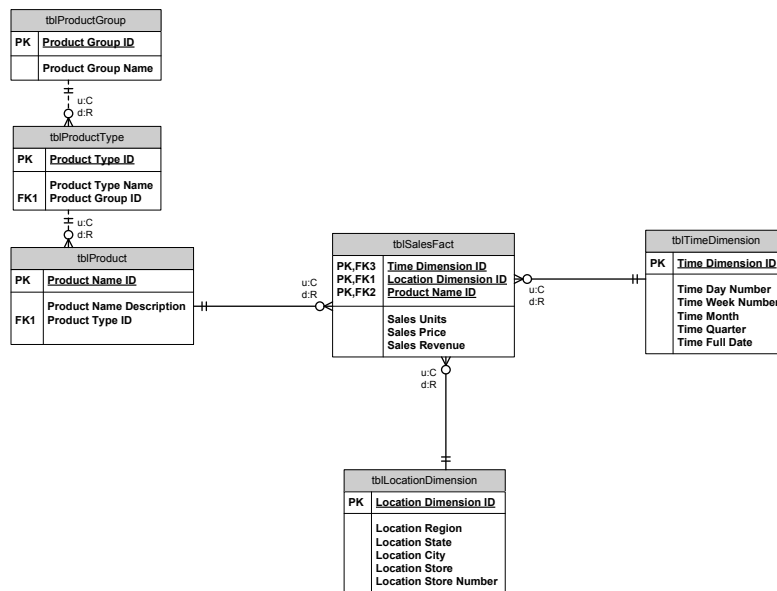 tblProductGroup
PK Product Group ID
Product Group Name
u:C
d:R
tblProductType
PK Product Type ID
Product Type Name
FK1 Product Group ID
u:C
d:R
tblProduct
PK Product Name ID
Product Name Description
FK1 Product Type ID
u:C
d:R
tblSalesFact
PK,FK3 Time Dimension ID
PK,FK1 Location Dimension ID
PK,FK2 Product Name ID
Sales Units
Sales Price
Sales Revenue
u:C
d:R
tblTimeDimension
PK Time Dimension ID
Time Day Number
Time Week Number
Time Month
Time Quarter
Time Full Date
u:C
d:R
tblLocationDimension
PK Location Dimension ID
Location Region
Location State
Location City
Location Store
Location Store Number